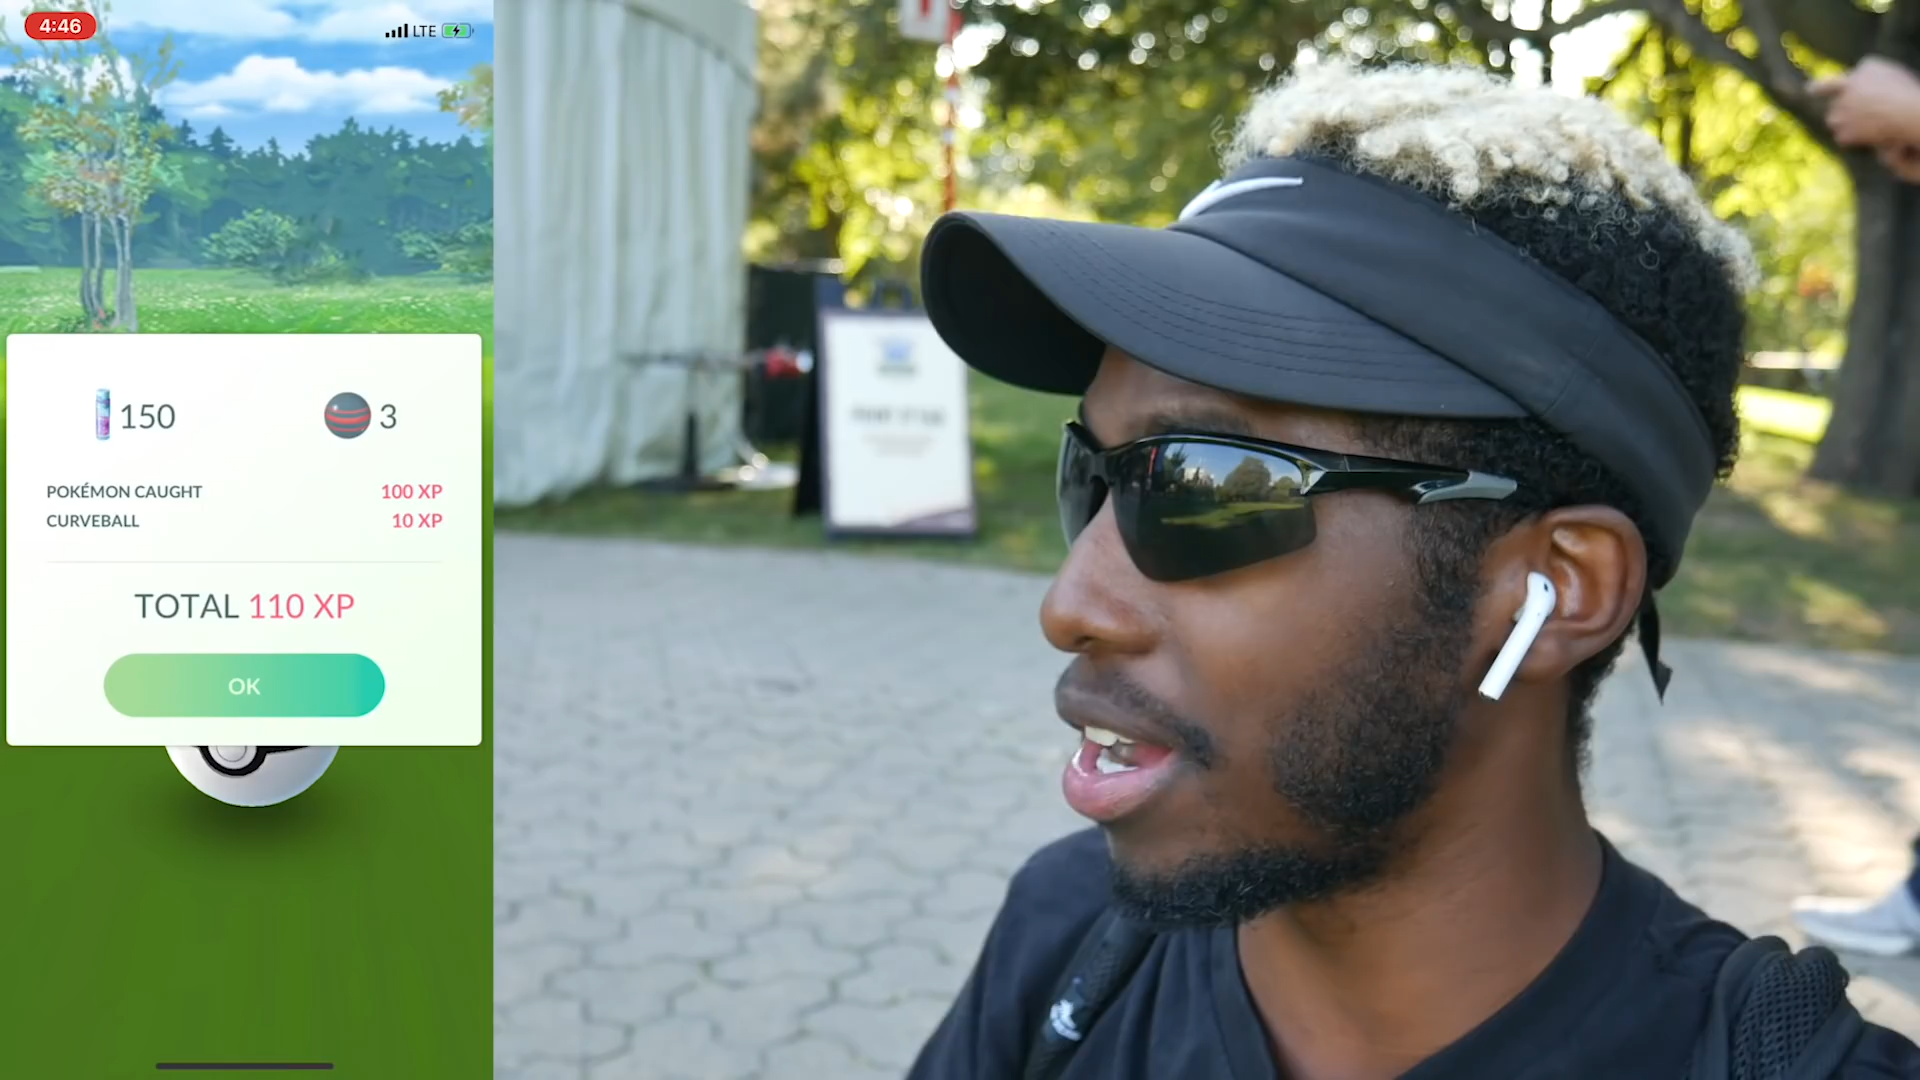 4:46
LTE
150
3
POKÉMON CAUGHT 100 XP
CURVEBALL 10 XP
TOTAL 110 XP
OK